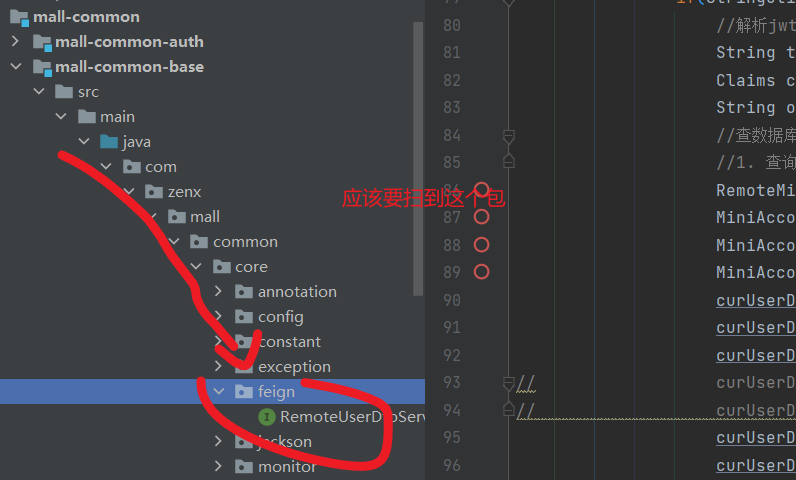 mall-common
mall-common-auth
mall-common-base
src
main
java
com
zenx
mall
common
core
annotation
config
constant
exception
feign
RemoteUserD
jackson
monitor
应该要扫到这个包
80 //解析jwt
81 String t
82 Claims c
83 String o
84 //查数据库
85 //1. 查询
86 RemoteMi
87 MiniAcco
88 MiniAcco
89 MiniAcco
90 curUserD
91 curUserD
92 curUserD
93 // curUserD
94 // curUserD
95 curUserD
96 curUserD